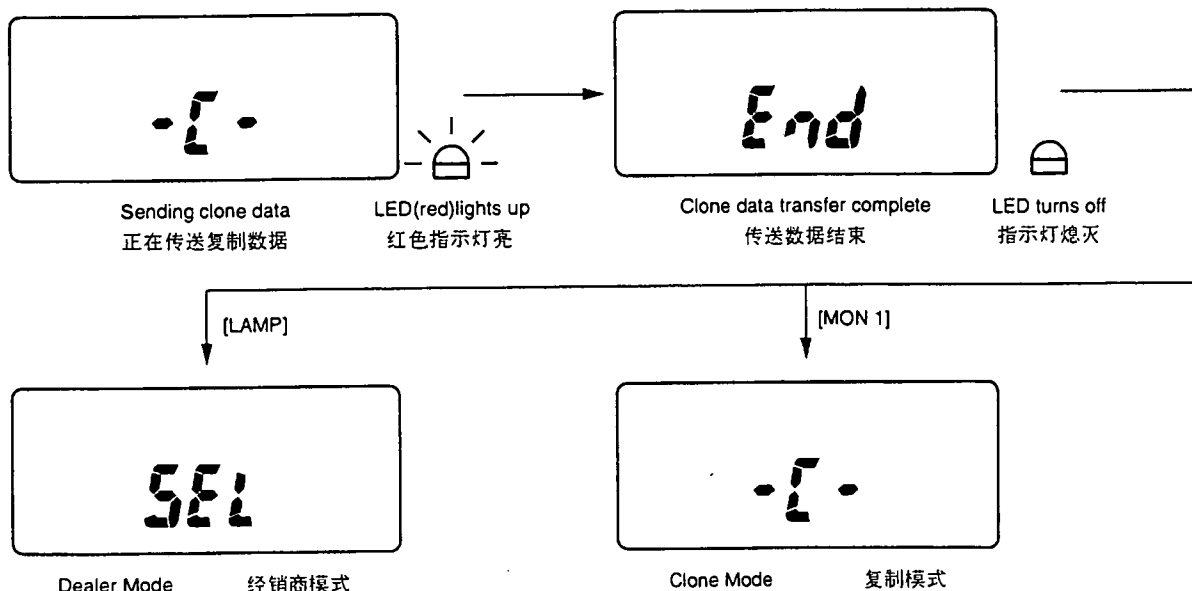 -C-
End
Sending clone data
LED(red)lights up
Clone data transfer complete
LED turns off
正在传送复制数据
红色指示灯亮
传送数据结束
指示灯熄灭
[LAMP]
[MON 1]
SEL
-C-
Dealer Mode
经销商模式
Clone Mode
复制模式